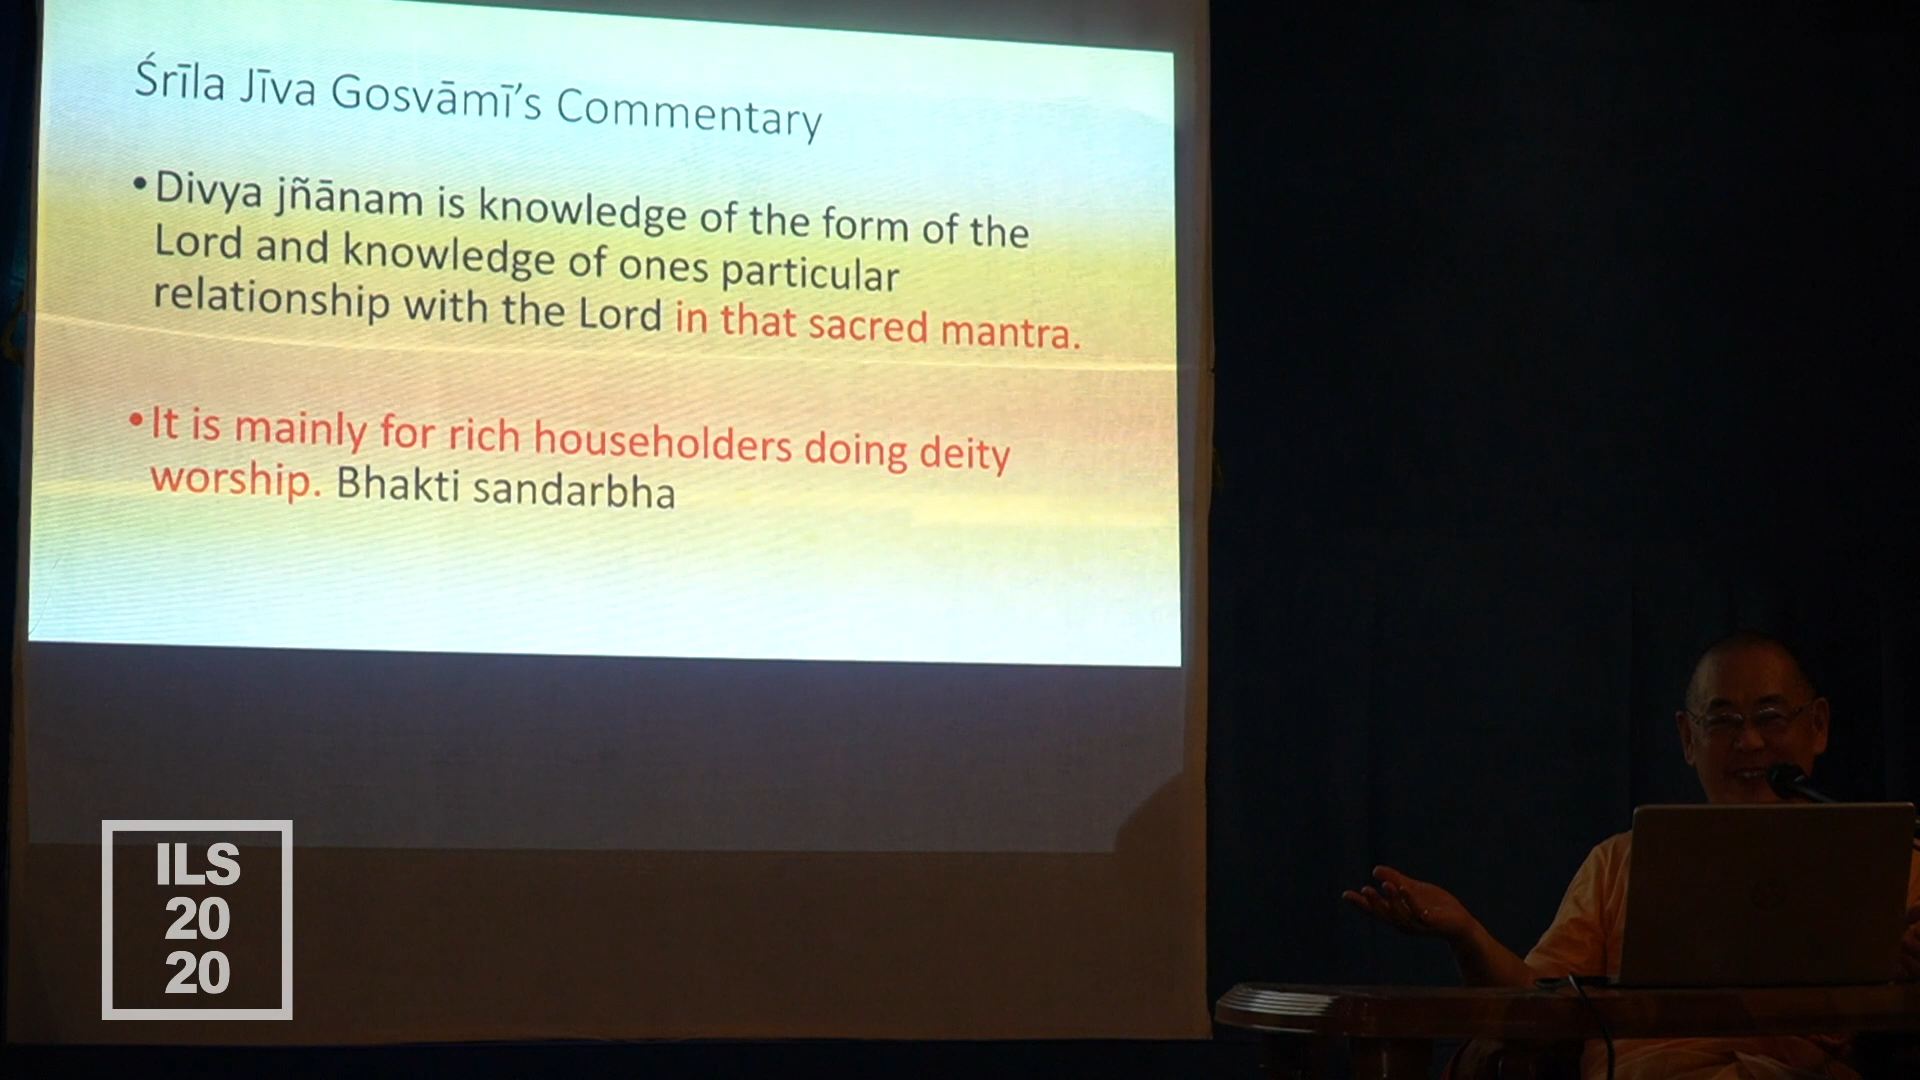 Śrīla Jīva Gosvāmī’s Commentary
•Divya jñānam is knowledge of the form of the
Lord and knowledge of ones particular
relationship with the Lord in that sacred mantra.
•It is mainly for rich householders doing deity
worship. Bhakti sandarbha
ILS
20
20